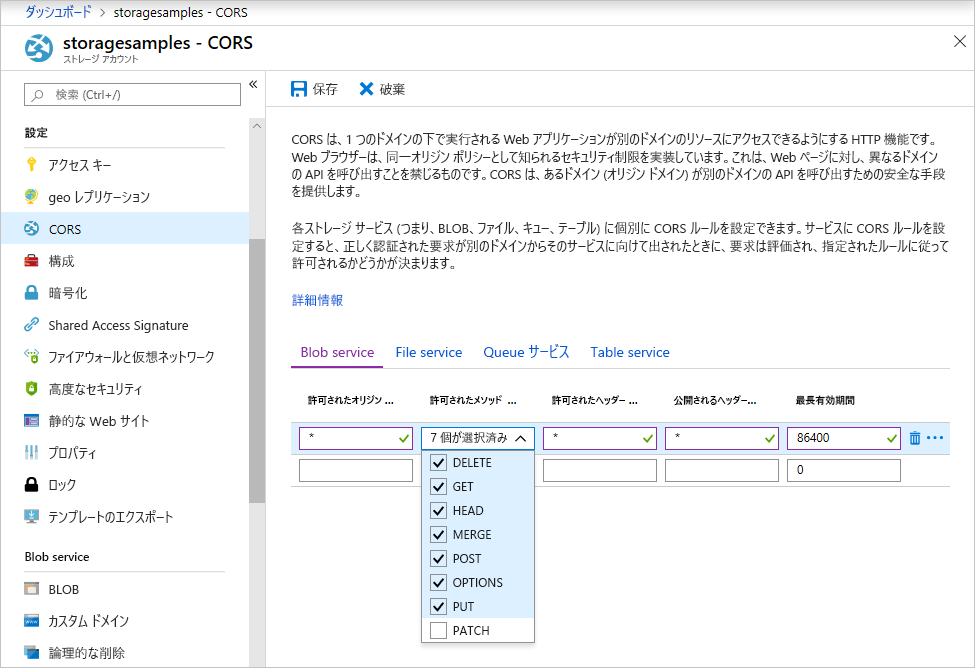 ダッシュボード > storagesamples - CORS
storagesamples - CORS
ストレージ アカウント
検索 (Ctrl+/)
設定
アクセス キー
geo レプリケーション
CORS
構成
暗号化
Shared Access Signature
ファイアウォールと仮想ネットワーク
高度なセキュリティ
静的な Web サイト
プロパティ
ロック
テンプレートのエクスポート
Blob service
BLOB
カスタム ドメイン
論理的な削除
保存 破棄
CORS は、1 つのドメインの下で実行される Web アプリケーションが別のドメインのリソースにアクセスできるようにする HTTP 機能です。
Web ブラウザーは、同一オリジン ポリシーとして知られるセキュリティ制限を実装しています。これは、Web ページに対し、異なるドメイン
の API を呼び出すことを禁じるものです。CORS は、あるドメイン (オリジン ドメイン) が別のドメインの API を呼び出すための安全な手段
を提供します。
各ストレージ サービス (つまり、BLOB、ファイル、キュー、テーブル) に個別に CORS ルールを設定できます。サービスに CORS ルールを設
定すると、正しく認証された要求が別のドメインからそのサービスに向けて出されたときに、要求は評価され、指定されたルールに従って
許可されるかどうかが決まります。
詳細情報
Blob service File service Queue サービス Table service
許可されたオリジン ... 許可されたメソッド ... 許可されたヘッダー ... 公開されるヘッダー... 最長有効期間
* 7 個が選択済み * * 86400
0
DELETE
GET
HEAD
MERGE
POST
OPTIONS
PUT
PATCH